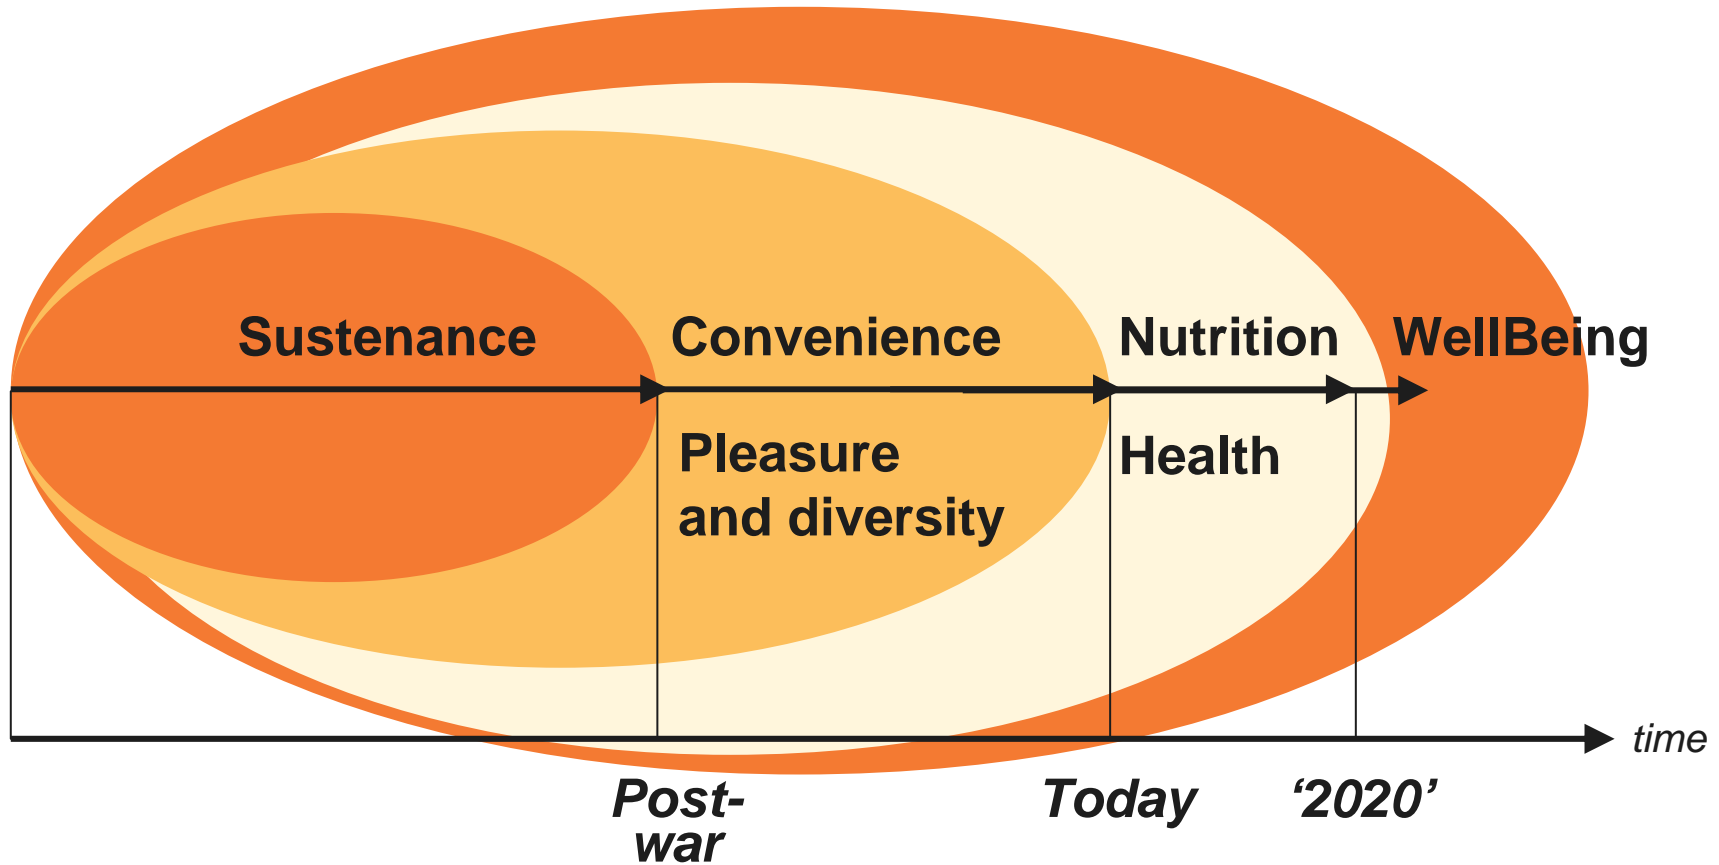 Sustenance
Convenience
Nutrition
WellBeing
Pleasure
and diversity
Health
time
Post-
war
Today
‘2020’